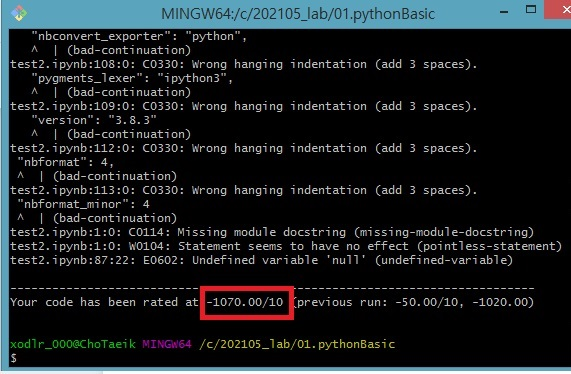 MINGW64:/c/202105_lab/01.pythonBasic
"nbconvert_exporter": "python",
^ | (bad-continuation)
test2.ipynb:108:0: C0330: Wrong hanging indentation (add 3 spaces).
"pygments_lexer": "ipython3",
^ | (bad-continuation)
test2.ipynb:109:0: C0330: Wrong hanging indentation (add 3 spaces).
"version": "3.8.3"
^ | (bad-continuation)
test2.ipynb:112:0: C0330: Wrong hanging indentation (add 3 spaces).
"nbformat": 4,
^ | (bad-continuation)
test2.ipynb:113:0: C0330: Wrong hanging indentation (add 3 spaces).
"nbformat_minor": 4
^ | (bad-continuation)
test2.ipynb:1:0: C0114: Missing module docstring (missing-module-docstring)
test2.ipynb:1:0: W0104: Statement seems to have no effect (pointless-statement)
test2.ipynb:87:22: E0602: Undefined variable 'null' (undefined-variable)
-----------------------------------------------------------------------
Your code has been rated at -1070.00/10 (previous run: -50.00/10, -1020.00)
xodlr_000@ChoTaeik MINGW64 /c/202105_lab/01.pythonBasic
$